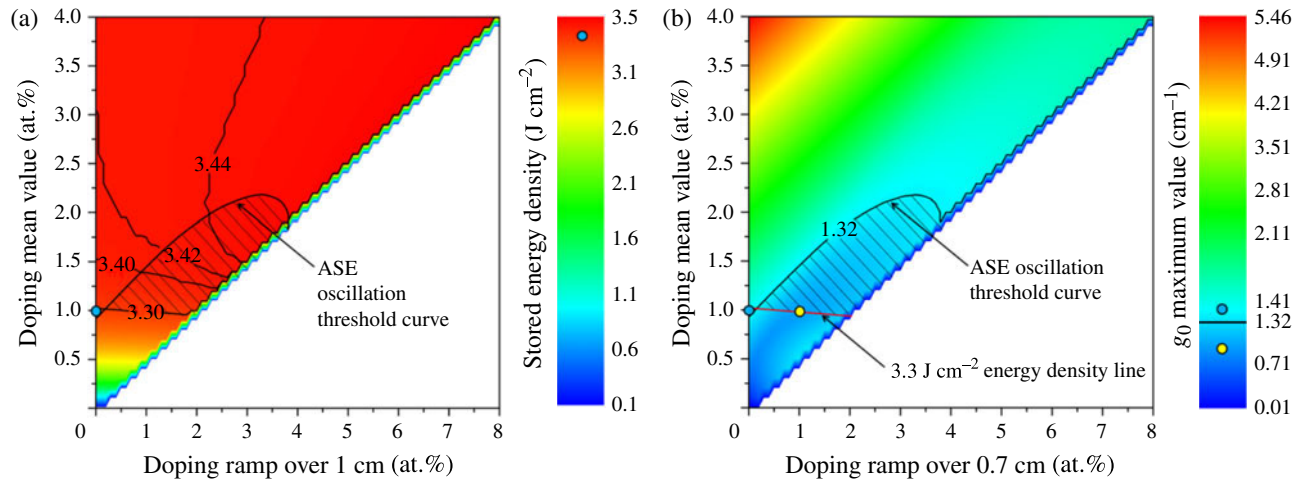 (a)
4.0
3.5
3.0
2.5
2.0
1.5
1.0
0.5
Doping mean value (at.%)
3.44
3.42
3.40
3.30
ASE
oscillation
threshold curve
0 1 2 3 4 5 6 7 8
Doping ramp over 1 cm (at.%)
3.5
3.1
2.6
2.1
1.6
1.1
0.6
0.1
Stored energy density (J cm−2)
(b)
4.0
3.5
3.0
2.5
2.0
1.5
1.0
0.5
Doping mean value (at.%)
1.32
ASE oscillation
threshold curve
3.3 J cm−2 energy density line
0 1 2 3 4 5 6 7 8
Doping ramp over 0.7 cm (at.%)
5.46
4.91
4.21
3.51
2.81
2.11
1.41
1.32
0.71
0.01
g0 maximum value (cm−1)